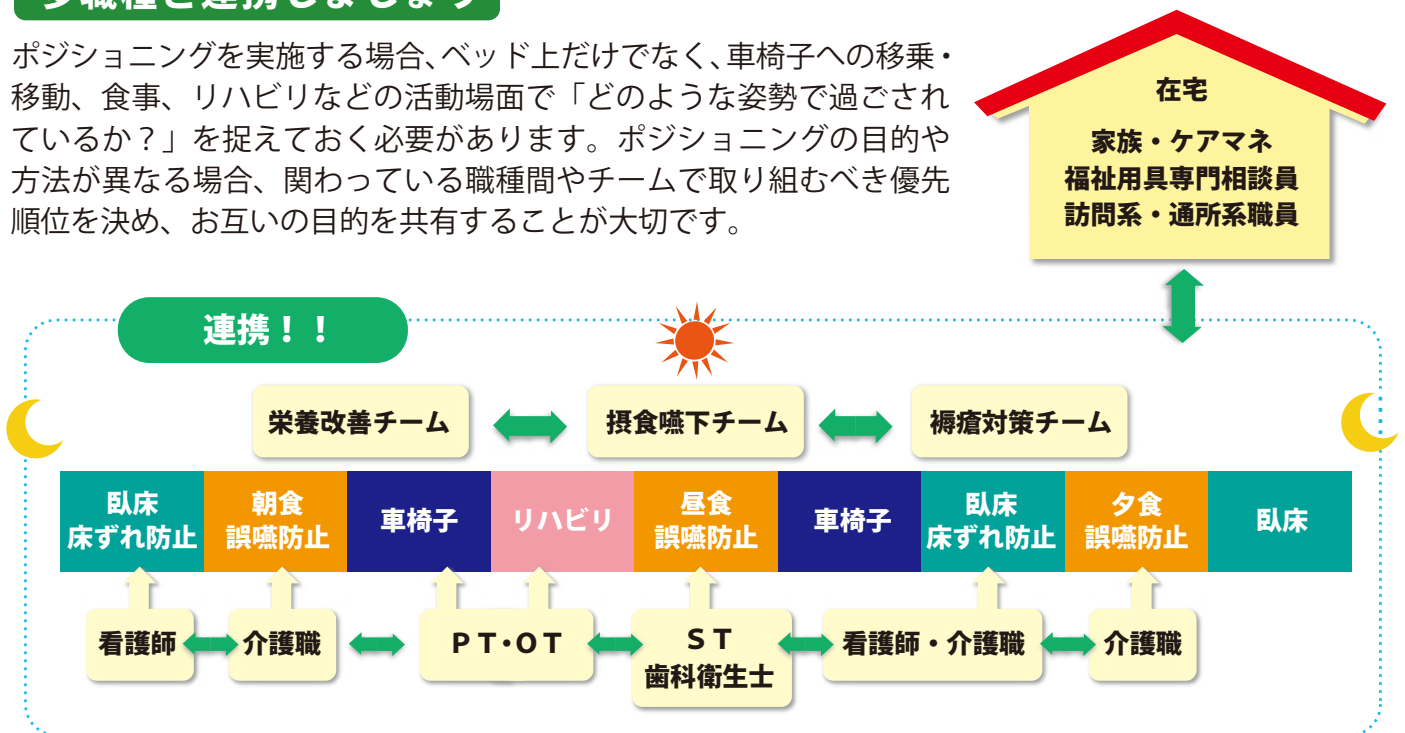 多職種と連携しましょう
ポジショニングを実施する場合、ベッド上だけでなく、車椅子への移乗・
移動、食事、リハビリなどの活動場面で「どのような姿勢で過ごされ
ているか？」を捉えておく必要があります。ポジショニングの目的や
方法が異なる場合、関わっている職種間やチームで取り組むべき優先
順位を決め、お互いの目的を共有することが大切です。
在宅
家族・ケアマネ
福祉用具専門相談員
訪問系・通所系職員
連携！！
栄養改善チーム
摂食嚥下チーム
褥瘡対策チーム
臥床
床ずれ防止
朝食
誤嚥防止
車椅子
リハビリ
昼食
誤嚥防止
車椅子
臥床
床ずれ防止
夕食
誤嚥防止
臥床
看護師
介護職
ＰＴ・ＯＴ
ＳＴ
歯科衛生士
看護師・介護職
介護職